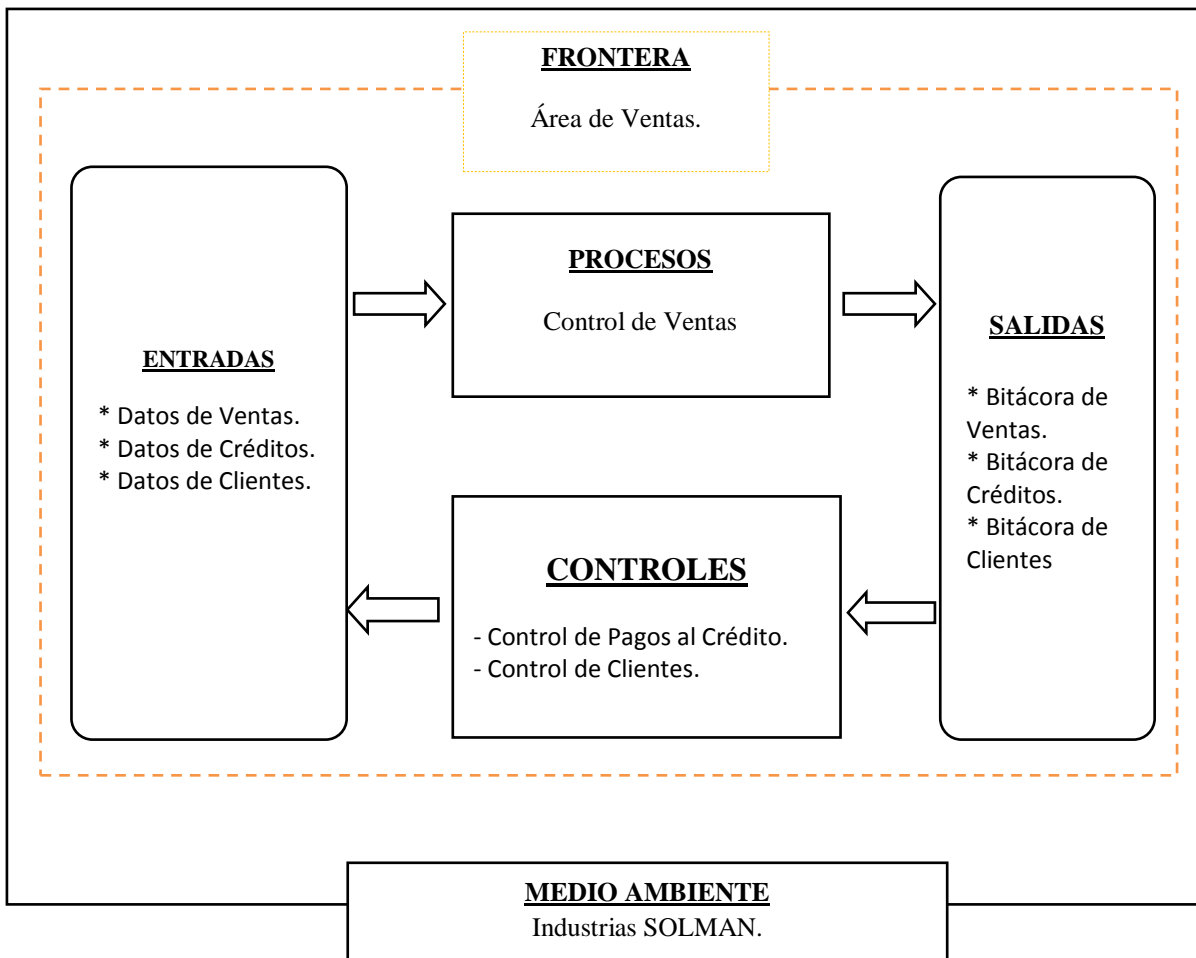 FRONTERA
Área de Ventas.
PROCESOS
Control de Ventas
ENTRADAS
* Datos de Ventas.
* Datos de Créditos.
* Datos de Clientes.
SALIDAS
* Bitácora de
Ventas.
* Bitácora de
Créditos.
* Bitácora de
Clientes
CONTROLES
- Control de Pagos al Crédito.
- Control de Clientes.
MEDIO AMBIENTE
Industrias SOLMAN.